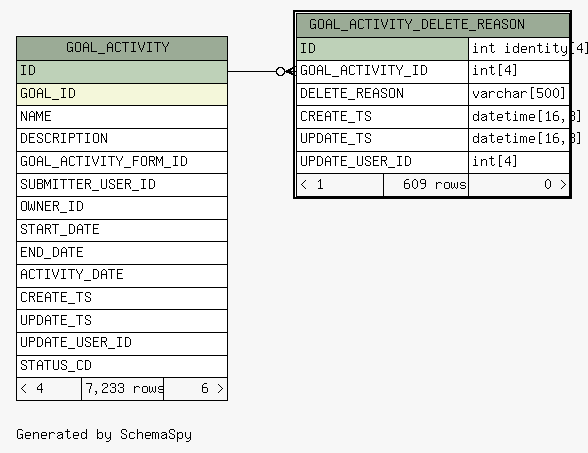 GOAL_ACTIVITY
ID
GOAL_ID
NAME
DESCRIPTION
GOAL_ACTIVITY_FORM_ID
SUBMITTER_USER_ID
OWNER_ID
START_DATE
END_DATE
ACTIVITY_DATE
CREATE_TS
UPDATE_TS
UPDATE_USER_ID
STATUS_CD
< 4 7,233 rows 6 >
GOAL_ACTIVITY_DELETE_REASON
ID int identity[4]
GOAL_ACTIVITY_ID int[4]
DELETE_REASON varchar[500]
CREATE_TS datetime[16,3]
UPDATE_TS datetime[16,3]
UPDATE_USER_ID int[4]
< 1 609 rows 0 >
Generated by SchemaSpy